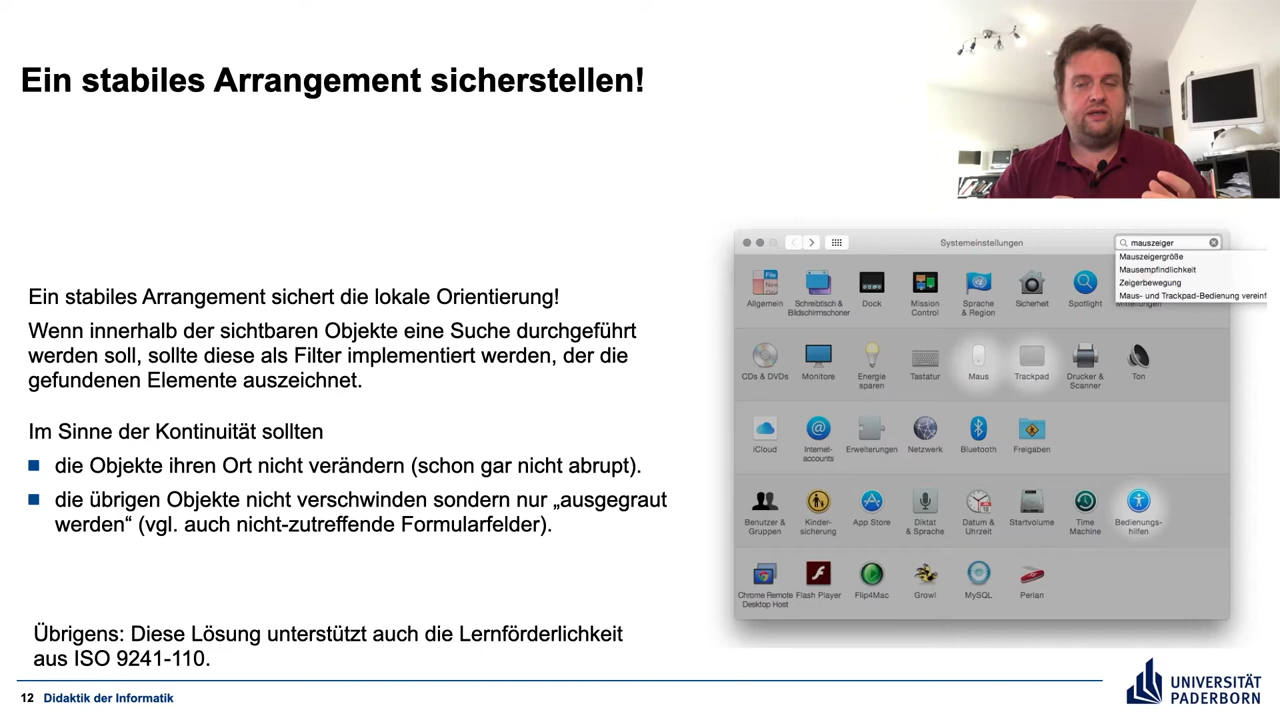 Ein stabiles Arrangement sicherstellen!
Ein stabiles Arrangement sichert die lokale Orientierung!
Wenn innerhalb der sichtbaren Objekte eine Suche durchgeführt
werden soll, sollte diese als Filter implementiert werden, der die
gefundenen Elemente auszeichnet.
Im Sinne der Kontinuität sollten
die Objekte ihren Ort nicht verändern (schon gar nicht abrupt).
die übrigen Objekte nicht verschwinden sondern nur „ausgegraut
werden“ (vgl. auch nicht-zutreffende Formularfelder).
Übrigens: Diese Lösung unterstützt auch die Lernförderlichkeit
aus ISO 9241-110.
Systemeinstellungen
mauszeiger
Mauszeigergröße
Mausempfindlichkeit
Zeigerbewegung
Maus- und Trackpad-Bedienung vereinf
Allgemein
Schreibtisch &
Bildschirmschoner
Dock
Mission
Control
Sprache
& Region
Sicherheit
Spotlight
CDs & DVDs
Monitore
Energie
sparen
Tastatur
Maus
Trackpad
Drucker &
Scanner
Ton
iCloud
Internet-
accounts
Erweiterungen
Netzwerk
Bluetooth
Freigaben
Benutzer &
Gruppen
Kinder-
sicherung
App Store
Diktat
& Sprache
Datum &
Uhrzeit
Startvolume
Time
Machine
Bedienungs-
hilfen
Chrome Remote
Desktop Host
Flash Player
Flip4Mac
Growl
MySQL
Perian
12 Didaktik der Informatik
UNIVERSITÄT
PADERBORN